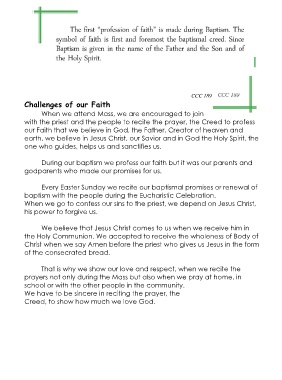 The first "profession of faith" is made during Baptism. The
symbol of faith is first and foremost the baptismal creed. Since
Baptism is given in the name of the Father and the Son and of
the Holy Spirit.
CCC 189 CCC 189
Challenges of our Faith
When we attend Mass, we are encouraged to join
with the priest and the people to recite the prayer, the Creed to profess
our Faith that we believe in God, the Father, Creator of heaven and
earth, we believe in Jesus Christ, our Savior and in God the Holy Spirit, the
one who guides, helps us and sanctifies us.
During our baptism we profess our faith but it was our parents and
godparents who made our promises for us.
Every Easter Sunday we recite our baptismal promises or renewal of
baptism with the people during the Eucharistic Celebration.
When we go to confess our sins to the priest, we depend on Jesus Christ,
his power to forgive us.
We believe that Jesus Christ comes to us when we receive him in
the Holy Communion. We accepted to receive the wholeness of Body of
Christ when we say Amen before the priest who gives us Jesus in the form
of the consecrated bread.
That is why we show our love and respect, when we recite the
prayers not only during the Mass but also when we pray at home, in
school or with the other people in the community.
We have to be sincere in reciting the prayer, the
Creed, to show how much we love God.